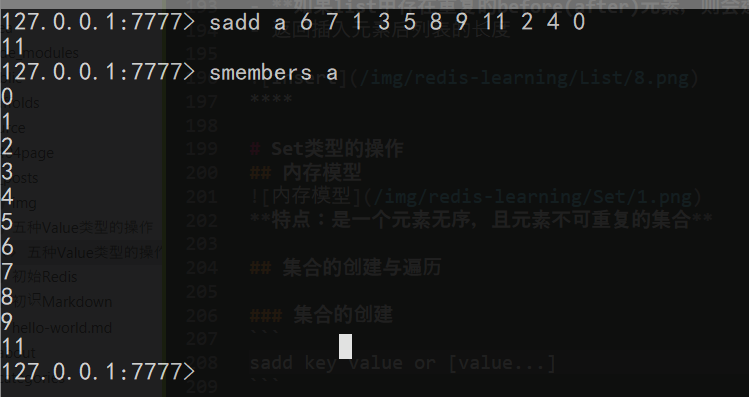 127.0.0.1:7777> sadd a 6 7 1 3 5 8 9 11 2 4 0
11
127.0.0.1:7777> smembers a
0
1
2
3
4
5
6
7
8
9
11
127.0.0.1:7777>
返回插入元素后列表的长度
(/img/redis-learning/List/8.png)
197 ****
198
199 # Set类型的操作
200 ## 内存模型
201 ![内存模型](/img/redis-learning/Set/1.png)
202 **特点：是一个元素无序，且元素不可重复的集合**
203
204 ## 集合的创建与遍历
205
206 ### 集合的创建
207 ```
208 sadd key value or [value...]
209 ```
modules
olds
4page
osts
img
五种Value类型的操作
五种Value类型的操作
初始Redis
初识Markdown
hello-world.md